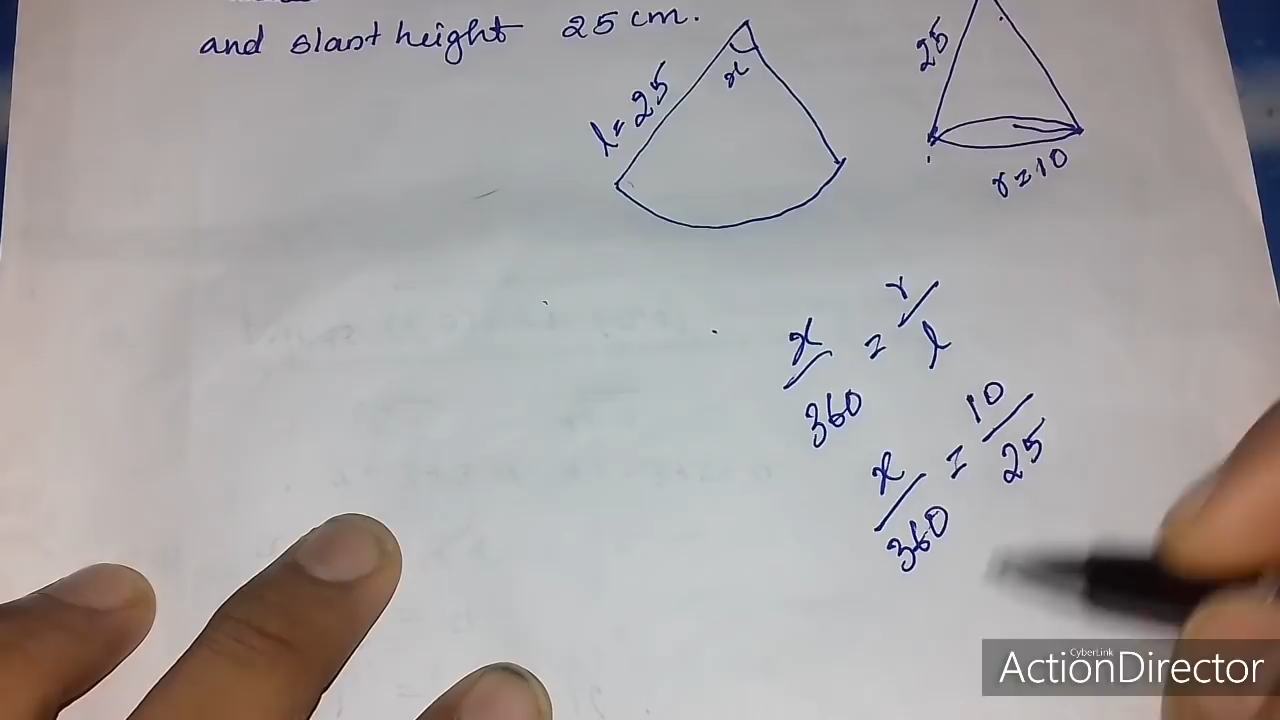 and slant height 25 cm.
l = 25
x
25
r = 10
x/360 = r/l
x/360 = 10/25
CyberLink
ActionDirector